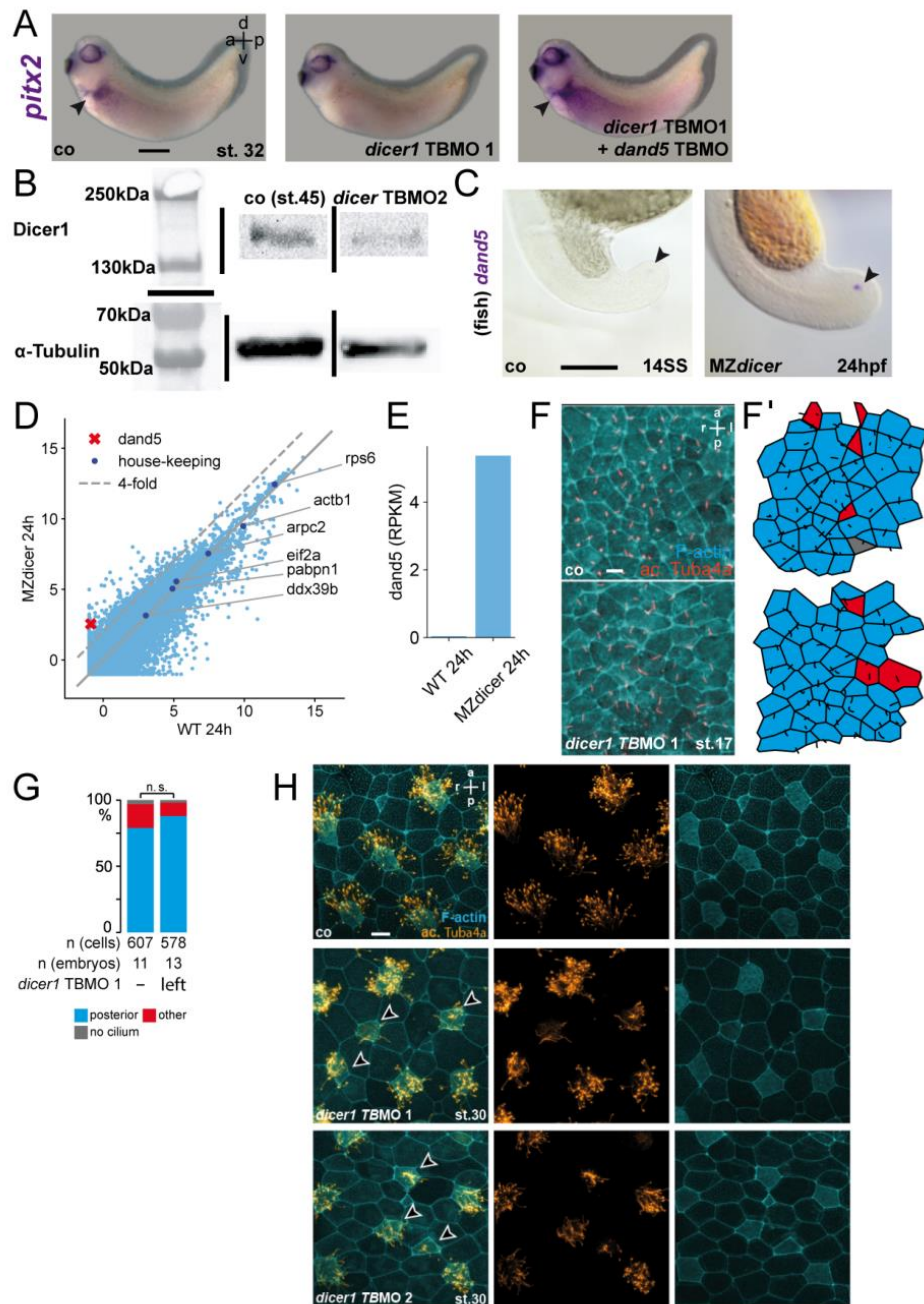 A
pitx2
d
a p
v
co
st. 32
dicer1 TBMO 1
dicer1 TBMO1
+ dand5 TBMO
B
250kDa
co (st.45)
dicer TBMO2
Dicer1
130kDa
70kDa
α-Tubulin
50kDa
C
(fish) dand5
co
14SS
MZdicer
24hpf
D
dand5
house-keeping
4-fold
15
10
5
0
MZdicer 24h
0
5
10
15
WT 24h
rps6
actb1
arpc2
eif2a
pabpn1
ddx39b
E
dand5 (RPKM)
4
2
0
WT 24h
MZdicer 24h
F
a
r l
p
F-actin
co
ac. Tuba4a
dicer1 TBMO 1
st.17
F'
G
n. s.
100
%
50
0
n (cells) 607 578
n (embryos) 11 13
dicer1 TBMO 1 – left
posterior
other
no cilium
H
a
r l
p
F-actin
co
ac. Tuba4a
dicer1 TBMO 1
st.30
dicer1 TBMO 2
st.30